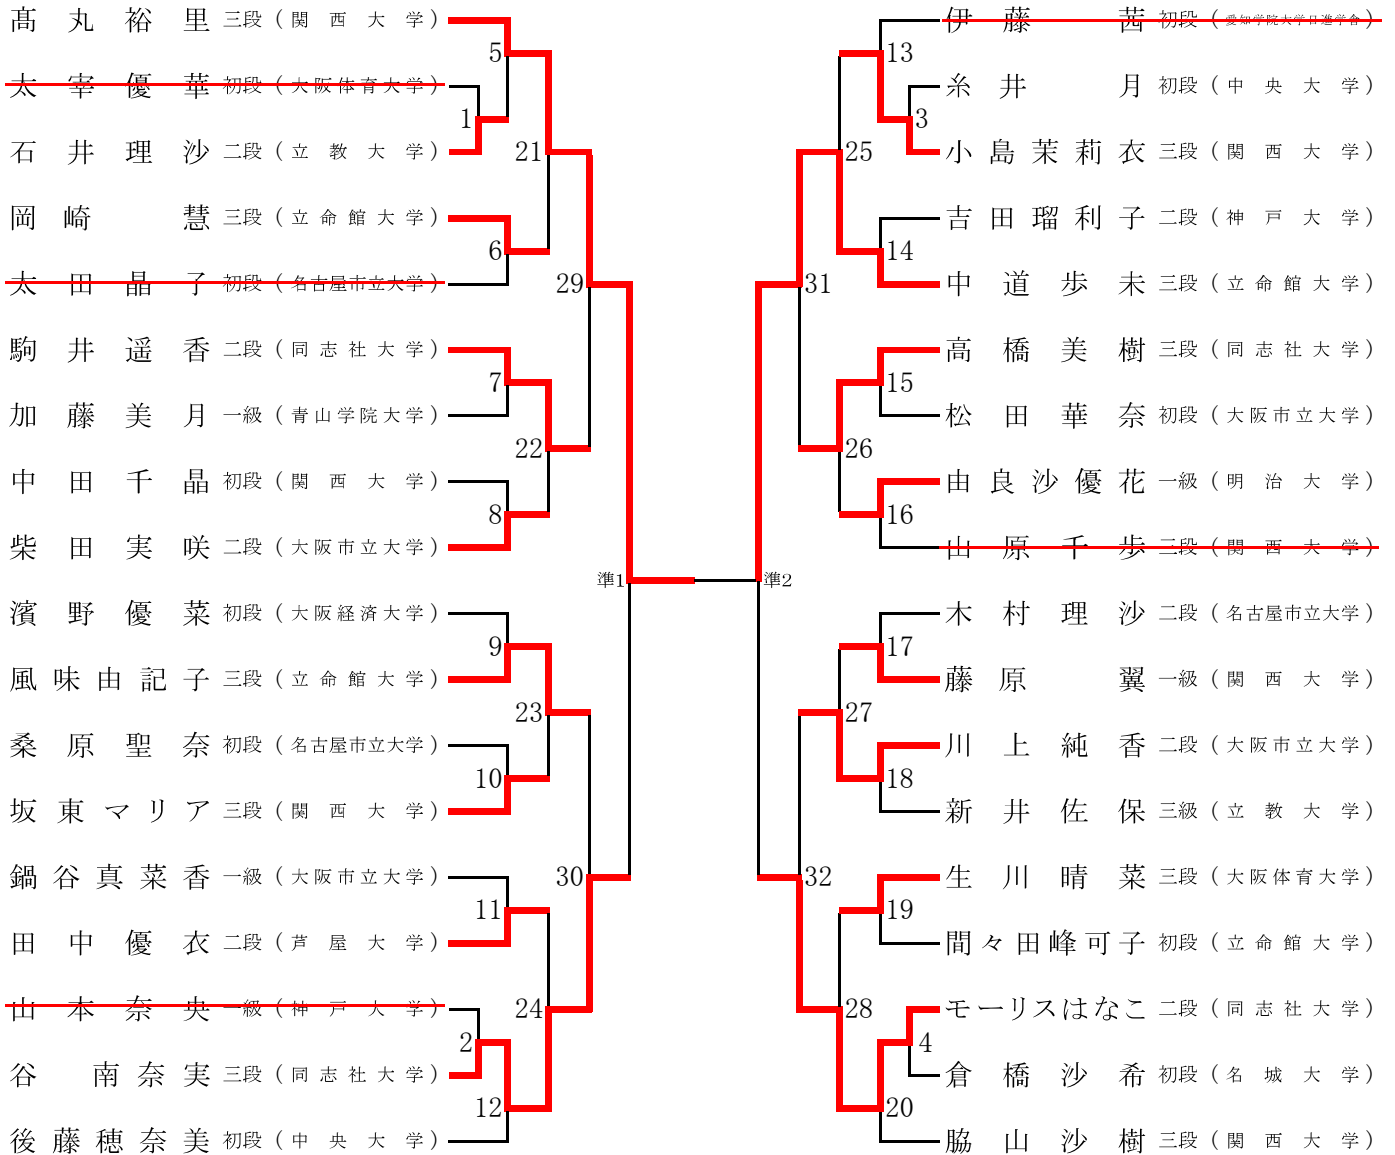 髙丸裕里 三段（関西大学）
太宰優華 初段（大阪体育大学）
石井理沙 二段（立教大学）
岡崎慧 三段（立命館大学）
太田晶子 初段（名古屋市立大学）
駒井遥香 二段（同志社大学）
加藤美月 一級（青山学院大学）
中田千晶 初段（関西大学）
柴田実咲 二段（大阪市立大学）
濱野優菜 初段（大阪経済大学）
風味由記子 三段（立命館大学）
桑原聖奈 初段（名古屋市立大学）
坂東マリア 三段（関西大学）
鍋谷真菜香 一級（大阪市立大学）
田中優衣 二段（芦屋大学）
山本奈央 一級（神戸大学）
谷南奈実 三段（同志社大学）
後藤穂奈美 初段（中央大学）
5
1
21
6
29
7
22
8
準1
9
23
10
30
11
24
2
12
準2
13
3
25
14
31
15
26
16
17
27
18
32
19
28
4
20
伊藤茜 初段（愛知学院大学日進学舎）
糸井月 初段（中央大学）
小島茉莉衣 三段（関西大学）
吉田瑠利子 二段（神戸大学）
中道歩未 三段（立命館大学）
高橋美樹 三段（同志社大学）
松田華奈 初段（大阪市立大学）
由良沙優花 一級（明治大学）
山原千歩 三段（関西大学）
木村理沙 二段（名古屋市立大学）
藤原翼 一級（関西大学）
川上純香 二段（大阪市立大学）
新井佐保 三級（立教大学）
生川晴菜 三段（大阪体育大学）
間々田峰可子 初段（立命館大学）
モーリスはなこ 二段（同志社大学）
倉橋沙希 初段（名城大学）
脇山沙樹 三段（関西大学）